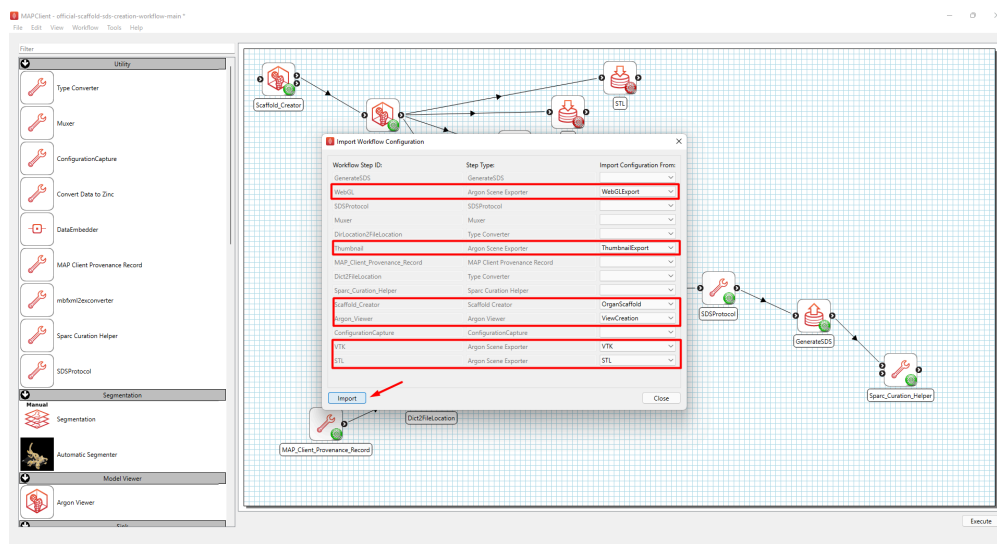 MAPClient - official-scaffold-sds-creation-workflow-main *
File Edit View Workflow Tools Help
Filter
Utility
Type Converter
Muxer
ConfigurationCapture
Convert Data to Zinc
DataEmbedder
MAP Client Provenance Record
mbfxml2exconverter
Sparc Curation Helper
SDSProtocol
Segmentation
Manual
Segmentation
Automatic Segmenter
Model Viewer
Argon Viewer
Sink
Scaffold_Creator
STL
Import Workflow Configuration
Workflow Step ID: Step Type: Import Configuration From:
GenerateSDS GenerateSDS
WebGL Argon Scene Exporter WebGLExport
SDSProtocol SDSProtocol
Muxer Muxer
DirLocation2FileLocation Type Converter
Thumbnail Argon Scene Exporter ThumbnailExport
MAP_Client_Provenance_Record MAP Client Provenance Record
Dict2FileLocation Type Converter
Sparc_Curation_Helper Sparc Curation Helper
Scaffold_Creator Scaffold Creator OrganScaffold
Argon_Viewer Argon Viewer ViewCreation
ConfigurationCapture ConfigurationCapture
VTK Argon Scene Exporter VTK
STL Argon Scene Exporter STL
Import Close
SDSProtocol
GenerateSDS
Sparc_Curation_Helper
Dict2FileLocation
MAP_Client_Provenance_Record
Execute